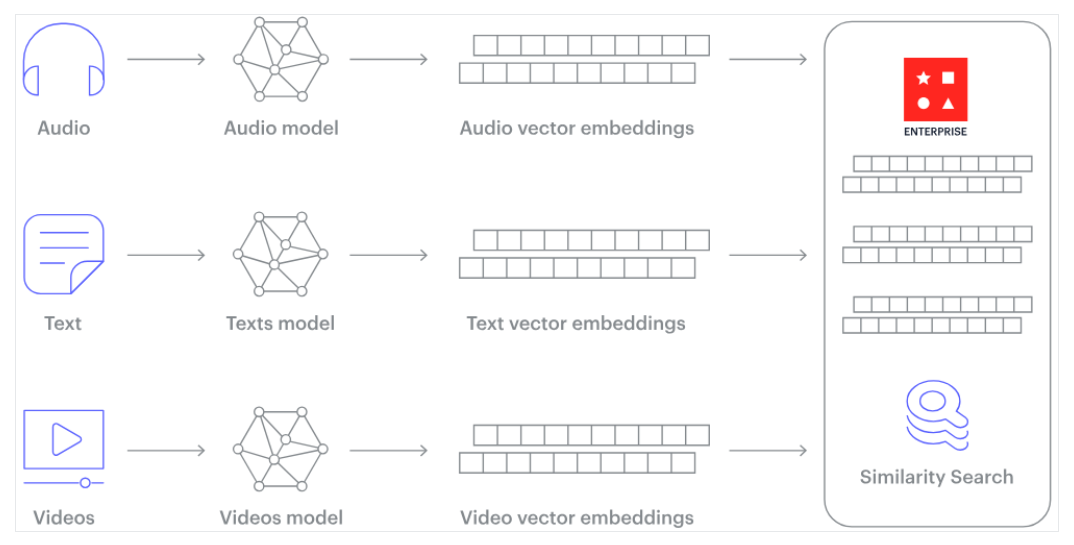 Audio
Audio model
Audio vector embeddings
ENTERPRISE
Text
Texts model
Text vector embeddings
Videos
Videos model
Video vector embeddings
Similarity Search